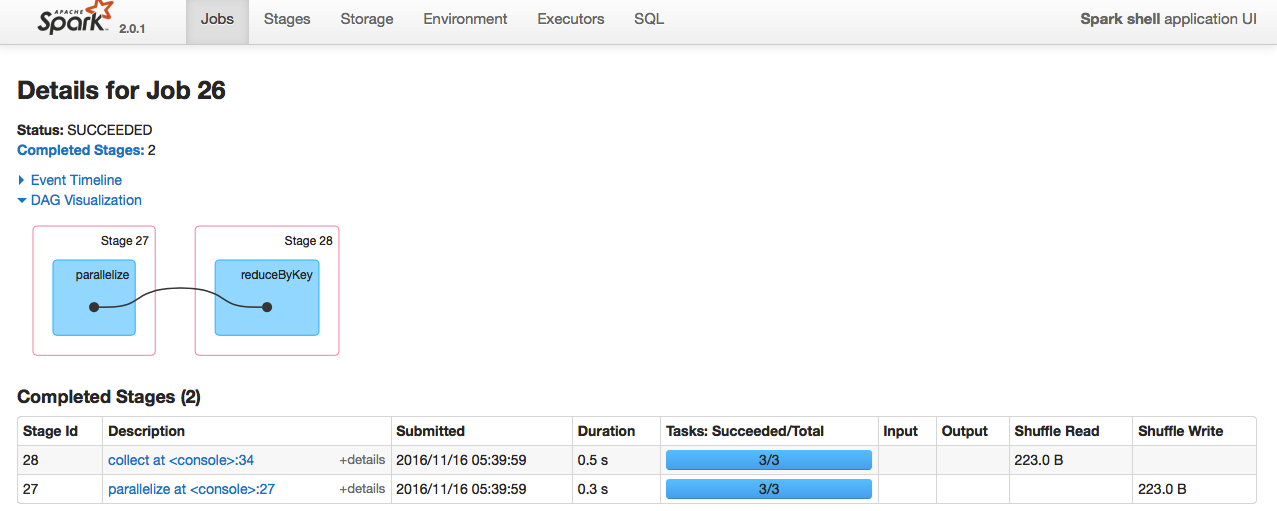 APACHE
Spark 2.0.1 Jobs Stages Storage Environment Executors SQL Spark shell application UI
Details for Job 26
Status: SUCCEEDED
Completed Stages: 2
Event Timeline
DAG Visualization
Stage 27 Stage 28
parallelize reduceByKey
Completed Stages (2)
Stage Id Description Submitted Duration Tasks: Succeeded/Total Input Output Shuffle Read Shuffle Write
28 collect at <console>:34 +details 2016/11/16 05:39:59 0.5 s 3/3 223.0 B
27 parallelize at <console>:27 +details 2016/11/16 05:39:59 0.3 s 3/3 223.0 B